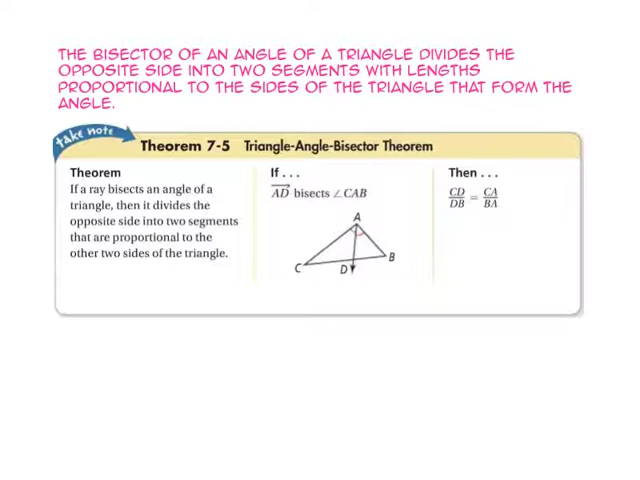 THE BISECTOR OF AN ANGLE OF A TRIANGLE DIVIDES THE
OPPOSITE SIDE INTO TWO SEGMENTS WITH LENGTHS
PROPORTIONAL TO THE SIDES OF THE TRIANGLE THAT FORM THE
ANGLE.
take note
Theorem 7-5 Triangle-Angle-Bisector Theorem
Theorem
If a ray bisects an angle of a
triangle, then it divides the
opposite side into two segments
that are proportional to the
other two sides of the triangle.
If . . .
AD bisects ∠CAB
A
B
C
D
Then . . .
CD/DB = CA/BA